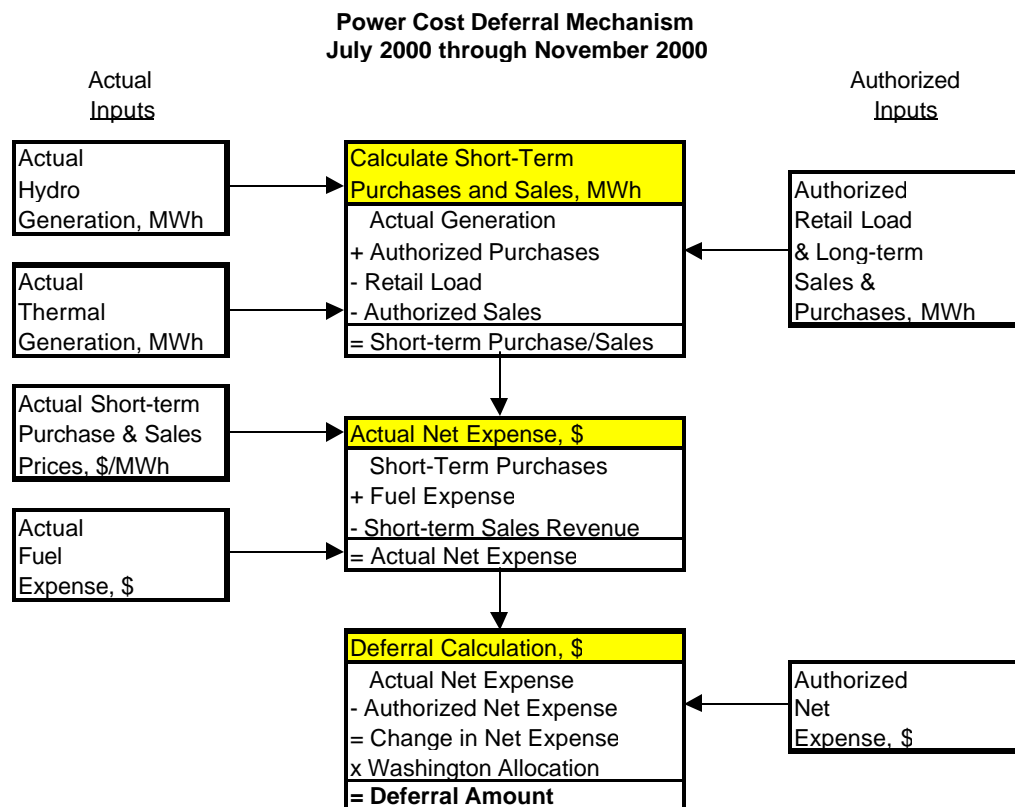 Power Cost Deferral Mechanism
July 2000 through November 2000
Actual
Inputs
Authorized
Inputs
Actual
Hydro
Generation, MWh
Actual
Thermal
Generation, MWh
Calculate Short-Term
Purchases and Sales, MWh
Actual Generation
+ Authorized Purchases
- Retail Load
- Authorized Sales
= Short-term Purchase/Sales
Authorized
Retail Load
& Long-term
Sales &
Purchases, MWh
Actual Short-term
Purchase & Sales
Prices, $/MWh
Actual
Fuel
Expense, $
Actual Net Expense, $
Short-Term Purchases
+ Fuel Expense
- Short-term Sales Revenue
= Actual Net Expense
Deferral Calculation, $
Actual Net Expense
- Authorized Net Expense
= Change in Net Expense
x Washington Allocation
= Deferral Amount
Authorized
Net
Expense, $